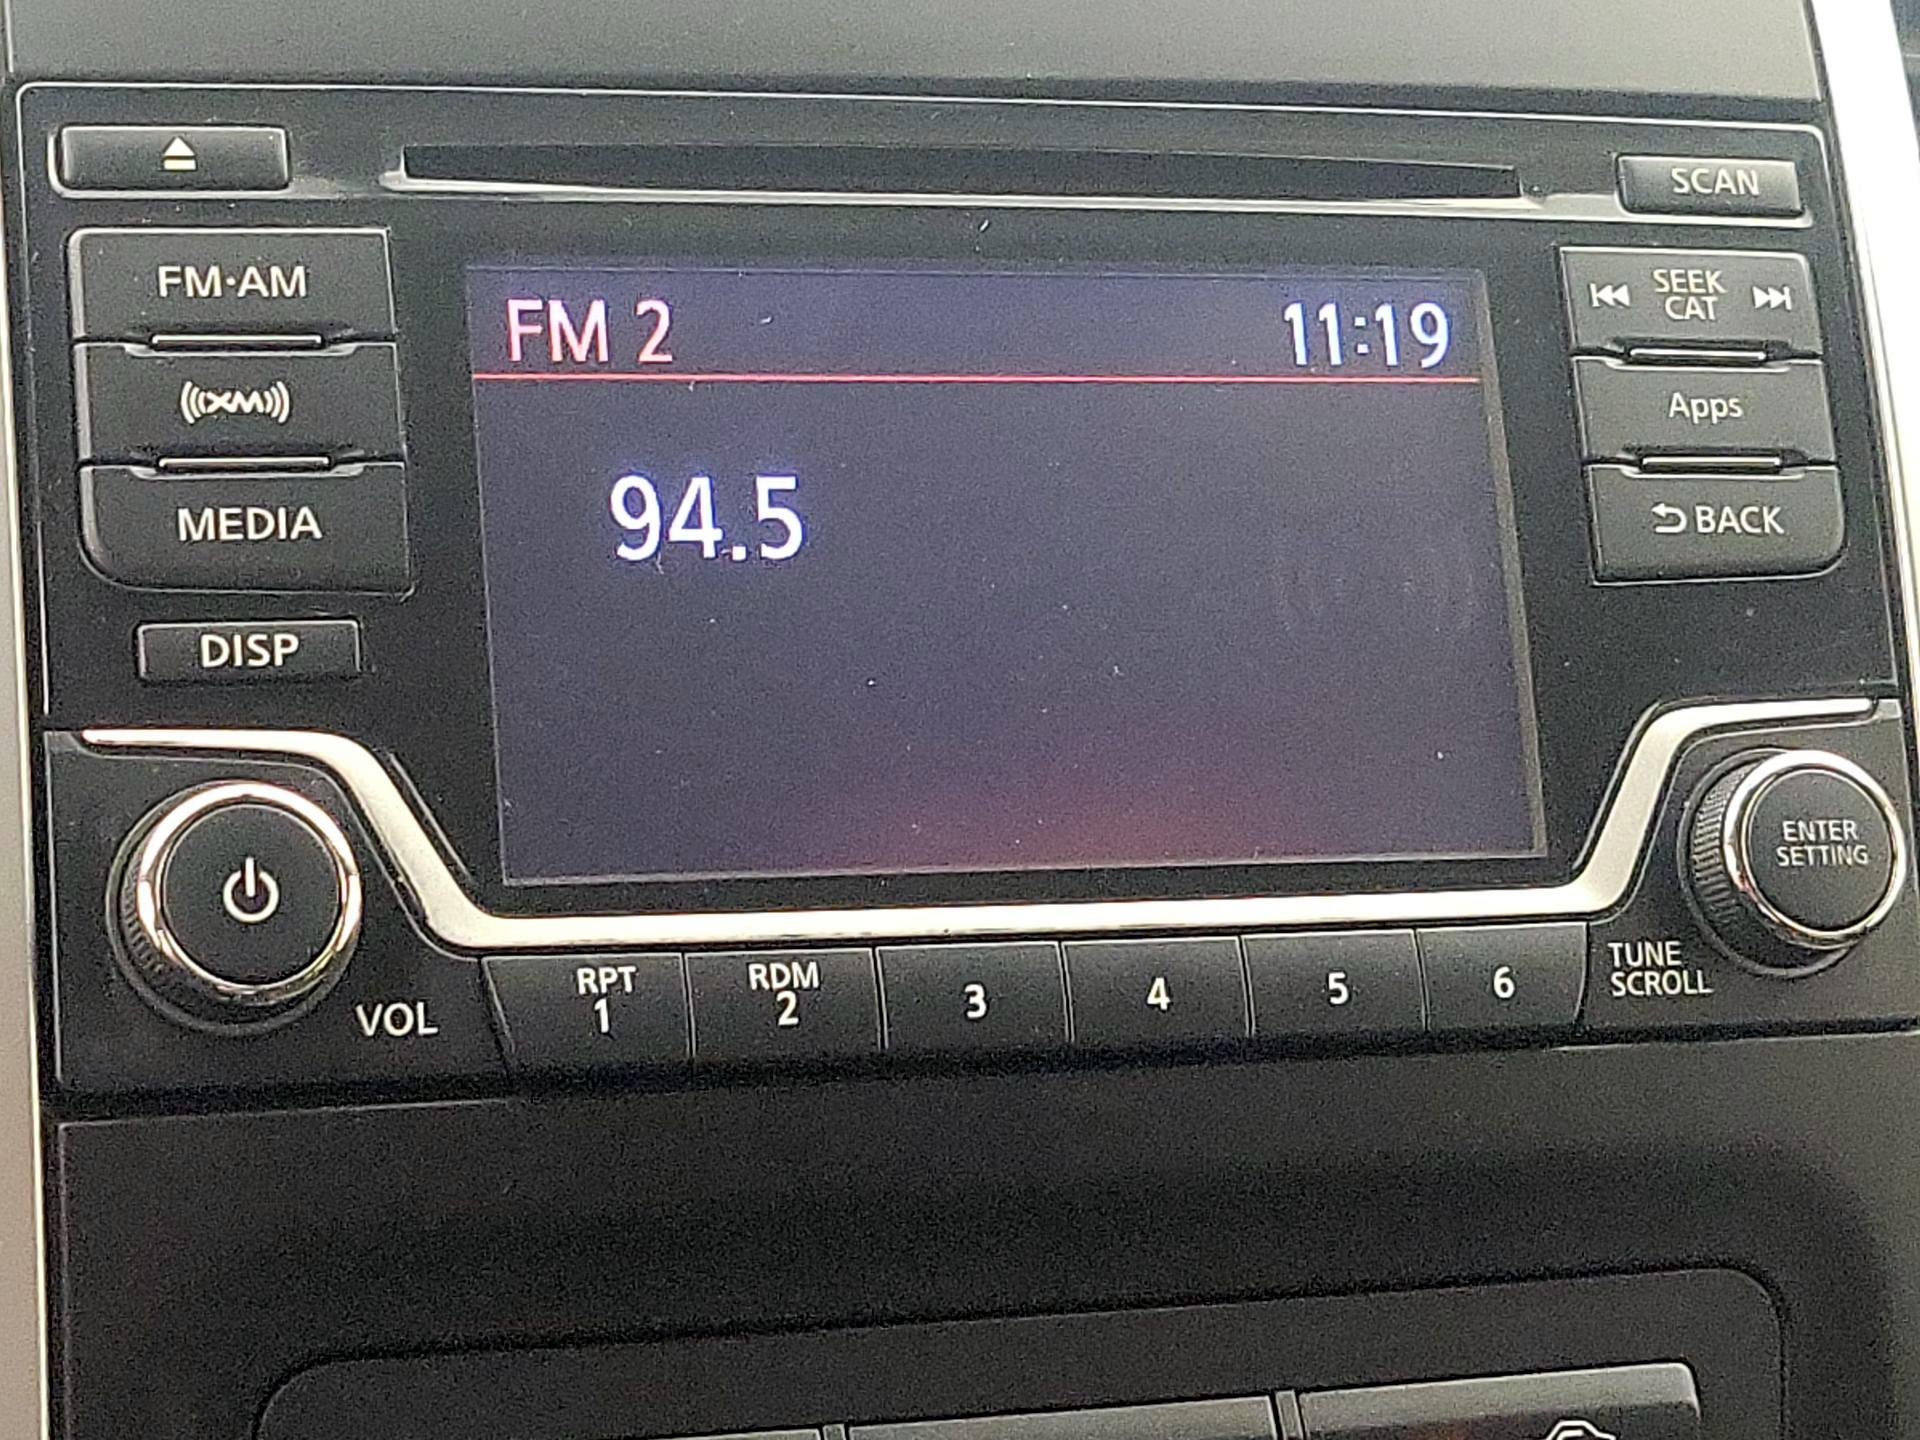 SCAN
FM·AM
SEEK
CAT
FM 2
11:19
XM
Apps
94.5
MEDIA
BACK
DISP
ENTER
SETTING
VOL
RPT
1
RDM
2
3
4
5
6
TUNE
SCROLL